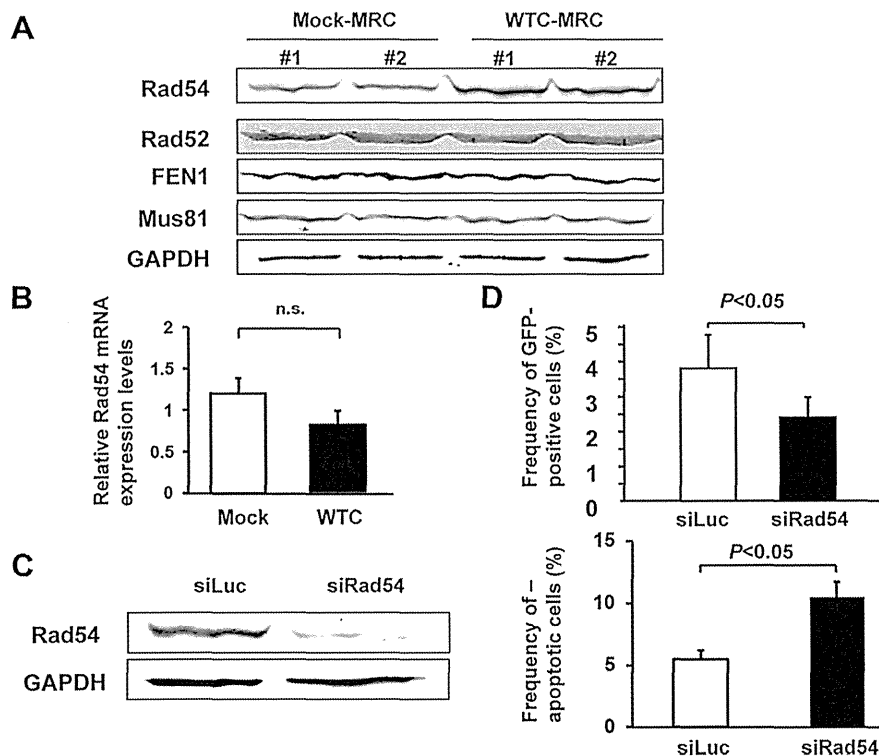 A
Mock-MRC WTC-MRC
#1 #2 #1 #2
Rad54
Rad52
FEN1
Mus81
GAPDH
B
n.s.
Relative Rad54 mRNA
expression levels
2
1.5
1
0.5
0
Mock WTC
C
siLuc siRad54
Rad54
GAPDH
D
P<0.05
Frequency of GFP-
positive cells (%)
5
4
3
2
1
0
siLuc siRad54
P<0.05
Frequency of –
apoptotic cells (%)
15
10
5
0
siLuc siRad54